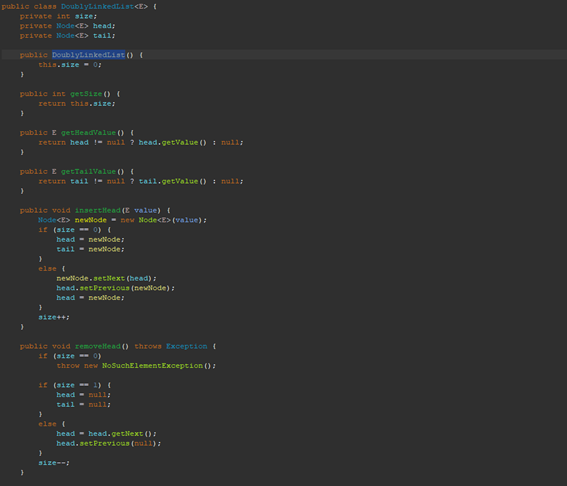 public class DoublyLinkedList<E> {
private int size;
private Node<E> head;
private Node<E> tail;
public DoublyLinkedList() {
this.size = 0;
}
public int getSize() {
return this.size;
}
public E getHeadValue() {
return head != null ? head.getValue() : null;
}
public E getTailValue() {
return tail != null ? tail.getValue() : null;
}
public void insertHead(E value) {
Node<E> newNode = new Node<E>(value);
if (size == 0) {
head = newNode;
tail = newNode;
}
else {
newNode.setNext(head);
head.setPrevious(newNode);
head = newNode;
}
size++;
}
public void removeHead() throws Exception {
if (size == 0)
throw new NoSuchElementException();
if (size == 1) {
head = null;
tail = null;
}
else {
head = head.getNext();
head.setPrevious(null);
}
size--;
}